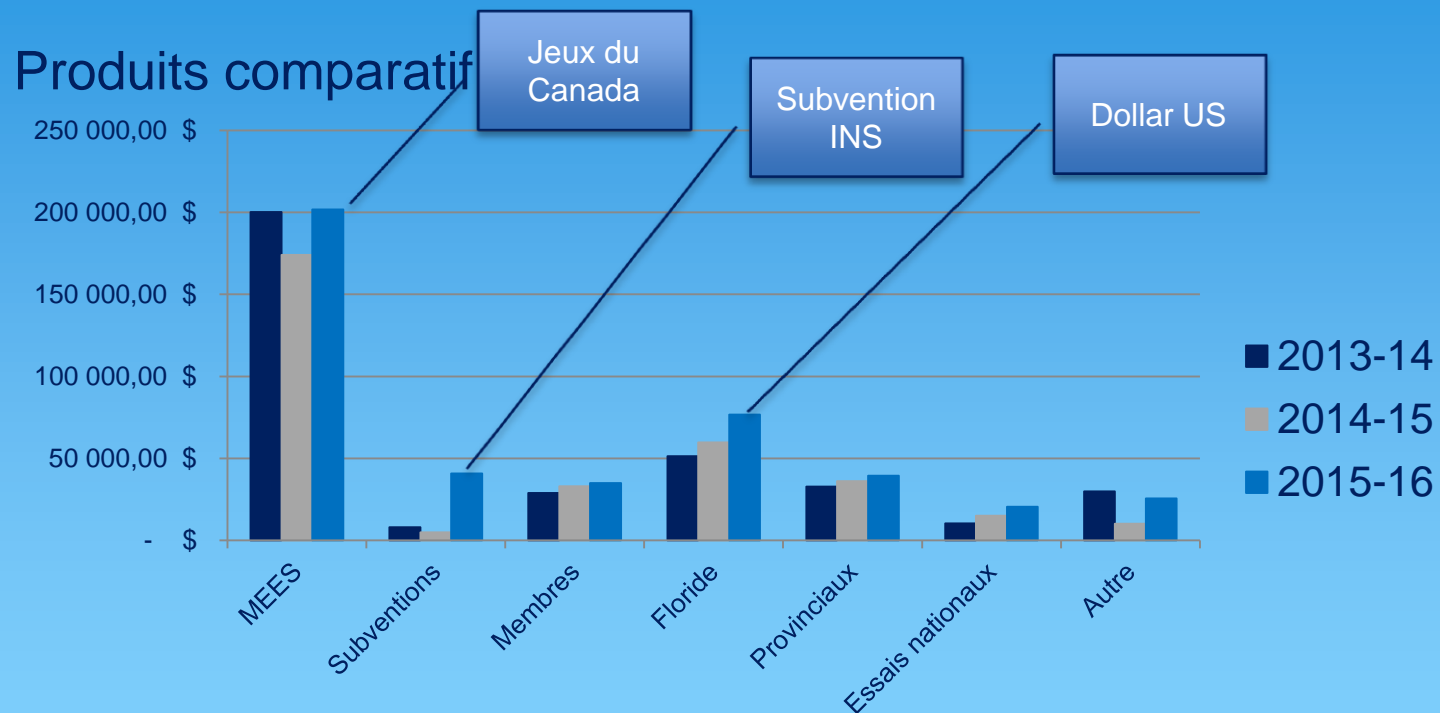 Produits comparatif
Jeux du
Canada
Subvention
INS
Dollar US
250 000,00 $
200 000,00 $
150 000,00 $
100 000,00 $
50 000,00 $
- $
MEES
Subventions
Membres
Floride
Provinciaux
Essais nationaux
Autre
2013-14
2014-15
2015-16